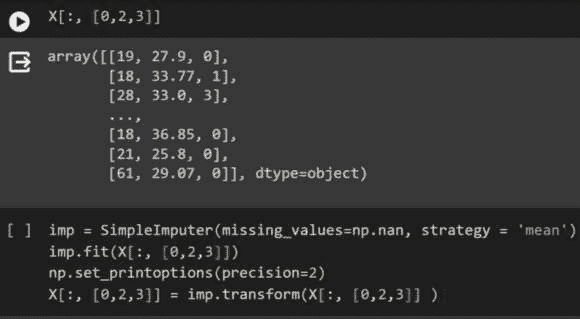 X[:, [0,2,3]]
array([[19, 27.9, 0],
[18, 33.77, 1],
[28, 33.0, 3],
...,
[18, 36.85, 0],
[21, 25.8, 0],
[61, 29.07, 0]], dtype=object)
[ ] imp = SimpleImputer(missing_values=np.nan, strategy = 'mean')
imp.fit(X[:, [0,2,3]])
np.set_printoptions(precision=2)
X[:, [0,2,3]] = imp.transform(X[:, [0,2,3]] )